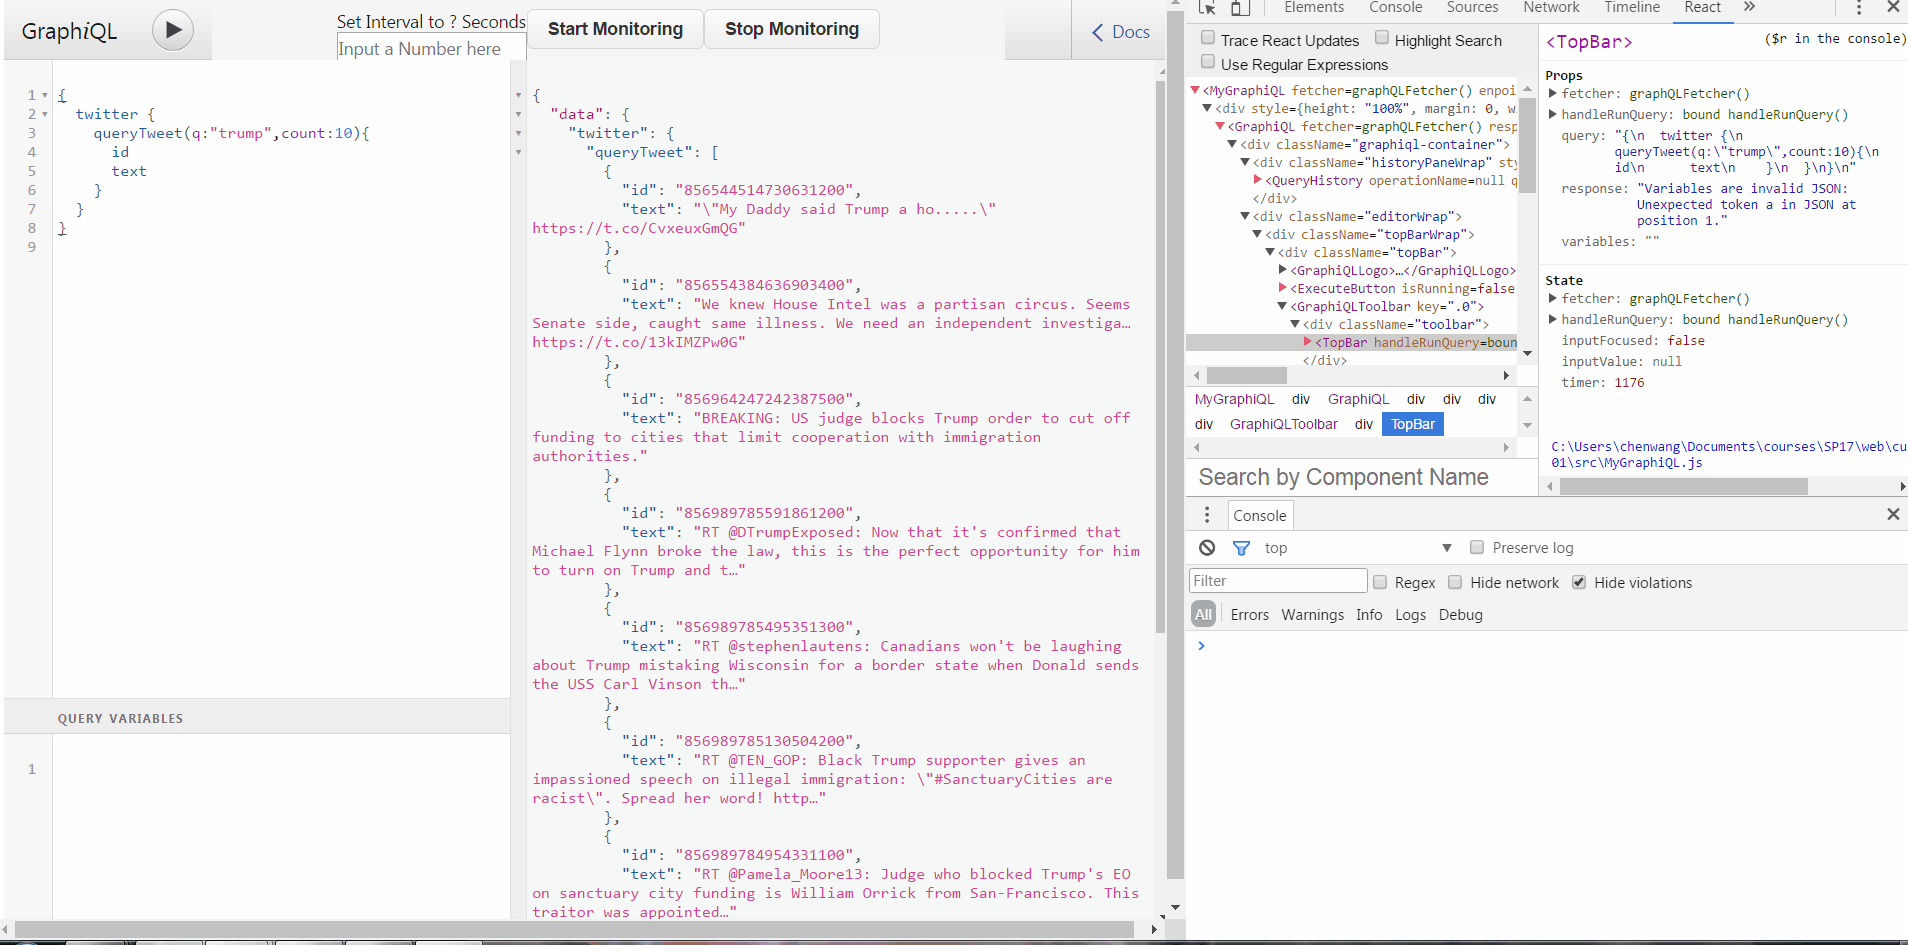 GraphiQL
Set Interval to ? Seconds
Input a Number here
Start Monitoring
Stop Monitoring
Docs
1 {
2 twitter {
3 queryTweet(q:"trump",count:10){
4 id
5 text
6 }
7 }
8 }
9
QUERY VARIABLES
1
{
"data": {
"twitter": {
"queryTweet": [
{
"id": "856544514730631200",
"text": "\"My Daddy said Trump a ho.....\"
https://t.co/CvxeuxGmQG"
},
{
"id": "856554384636903400",
"text": "We knew House Intel was a partisan circus. Seems
Senate side, caught same illness. We need an independent investiga…
https://t.co/13kIMZPw0G"
},
{
"id": "856964247242387500",
"text": "BREAKING: US judge blocks Trump order to cut off
funding to cities that limit cooperation with immigration
authorities."
},
{
"id": "856989785591861200",
"text": "RT @DTrumpExposed: Now that it's confirmed that
Michael Flynn broke the law, this is the perfect opportunity for him
to turn on Trump and t…"
},
{
"id": "856989785495351300",
"text": "RT @stephenlautens: Canadians won't be laughing
about Trump mistaking Wisconsin for a border state when Donald sends
the USS Carl Vinson th…"
},
{
"id": "856989785130504200",
"text": "RT @TEN_GOP: Black Trump supporter gives an
impassioned speech on illegal immigration: \"#SanctuaryCities are
racist\". Spread her word! http…"
},
{
"id": "856989784954331100",
"text": "RT @Pamela_Moore13: Judge who blocked Trump's EO
on sanctuary city funding is William Orrick from San-Francisco. This
traitor was appointed…"
Elements Console Sources Network Timeline React »
Trace React Updates Highlight Search
Use Regular Expressions
<MyGraphiQL fetcher=graphQLFetcher() enpoi
<div style={height: "100%", margin: 0, w
<GraphiQL fetcher=graphQLFetcher() resp
<div className="graphiql-container">
<div className="historyPaneWrap" sty
<QueryHistory operationName=null q
</div>
<div className="editorWrap">
<div className="topBarWrap">
<div className="topBar">
<GraphiQLLogo>…</GraphiQLLogo>
<ExecuteButton isRunning=false
<GraphiQLToolbar key=".0">
<div className="toolbar">
<TopBar handleRunQuery=boun
</div>
MyGraphiQL div GraphiQL div div div
div GraphiQLToolbar div TopBar
Search by Component Name
<TopBar>
($r in the console)
Props
fetcher: graphQLFetcher()
handleRunQuery: bound handleRunQuery()
query: "{\n twitter {\n
queryTweet(q:\"trump\",count:10){\n
id\n text\n }\n }\n}\n"
response: "Variables are invalid JSON:
Unexpected token a in JSON at
position 1."
variables: ""
State
fetcher: graphQLFetcher()
handleRunQuery: bound handleRunQuery()
inputFocused: false
inputValue: null
timer: 1176
C:\Users\chenwang\Documents\courses\SP17\web\cu
01\src\MyGraphiQL.js
Console
top
Preserve log
Filter
Regex Hide network Hide violations
All Errors Warnings Info Logs Debug